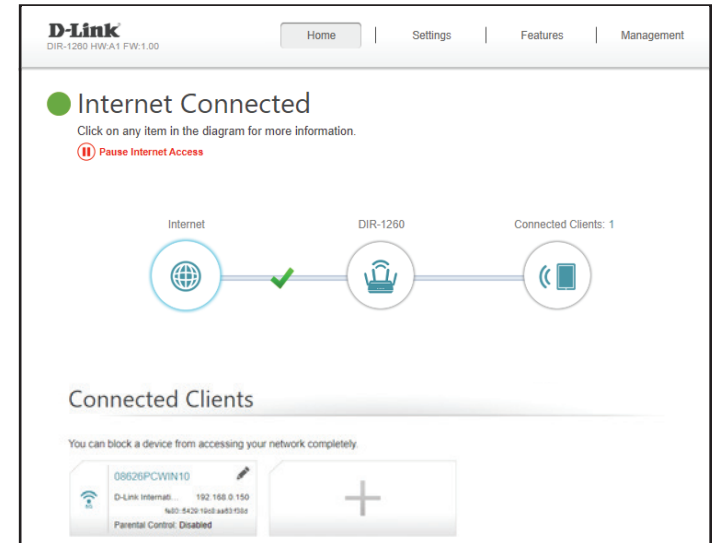 D-Link
DIR-1260 HW:A1 FW:1.00
Home
Settings
Features
Management
Internet Connected
Click on any item in the diagram for more information.
Pause Internet Access
Internet
DIR-1260
Connected Clients: 1
Connected Clients
You can block a device from accessing your network completely.
08626PCWIN10
D-Link Internati... 192.168.0.150
Parental Control: Disabled